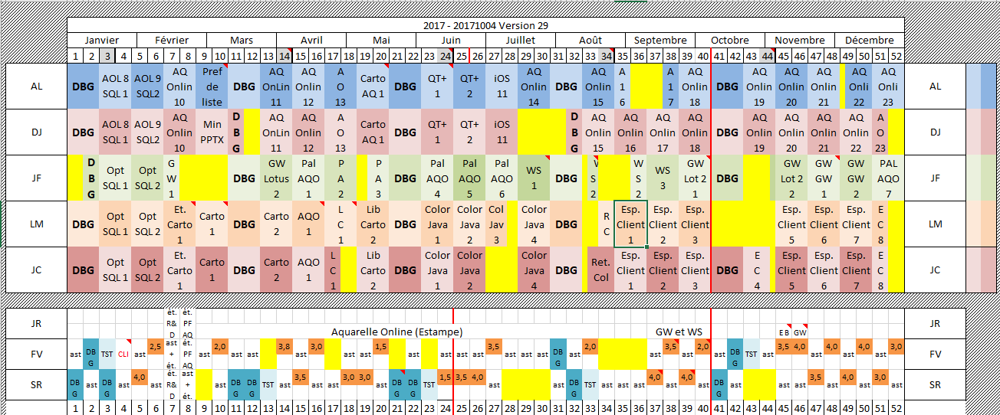 2017 - 20171004 Version 29
Janvier Février Mars Avril Mai Juin Juillet Août Septembre Octobre Novembre Décembre
1 2 3 4 5 6 7 8 9 10 11 12 13 14 15 16 17 18 19 20 21 22 23 24 25 26 27 28 29 30 31 32 33 34 35 36 37 38 39 40 41 42 43 44 45 46 47 48 49 50 51 52
AL DBG AOL 8 SQL 1 AOL 9 SQL2 AQ Onlin 10 Pref de liste DBG AQ OnLin 11 AQ Onlin 12 A O 13 Carto AQ 1 DBG QT+ 1 QT+ 2 iOS 11 AQ Onlin 14 DBG AQ Onlin 15 A 1 6 A 1 7 AQ Onlin 18 DBG AQ Onlin 19 AQ Onlin 20 AQ Onlin 21 AQ Onli 22 AQ Onli 23 AL
DJ DBG AOL 8 SQL 1 AOL 9 SQL2 AQ Onlin 10 Min PPTX D B G AQ OnLin 11 AQ Onlin 12 A O 13 Carto AQ 1 DBG QT+ 1 QT+ 2 iOS 11 D B G AQ Onlin 15 AQ Onlin 16 AQ Onlin 17 AQ Onlin 18 DBG AQ Onlin 19 AQ Onlin 20 AQ Onlin 21 AQ Onlin 22 A O 23 DJ
JF D B G Opt SQL 1 Opt SQL 2 G W 1 DBG GW Lotus 2 Pal AQO 1 P A 2 P A 3 DBG Pal AQO 4 Pal AQO 5 Pal AQO 6 WS 1 DBG S 2 W S 2 WS 3 GW Lot 2 1 DBG GW Lot 2 2 GW GW 1 GW GW 2 PAL AQO 7 JF
LM DBG Opt SQL 1 Opt SQL 2 Et. Carto 1 Carto 1 DBG Carto 2 AQO 1 L C 1 Lib Carto 2 DBG Color Java 1 Color Java 2 Col Jav 3 Color Java 4 DBG R C Esp. Client 1 Esp. Client 2 Esp. Client 3 Esp. Client 5 Esp. Client 6 Esp. Client 7 E C 8 LM
JC DBG Opt SQL 1 Opt SQL 2 Et. Carto 1 Carto 1 DBG Carto 2 AQO 1 L C 1 Lib Carto 2 DBG Color Java 1 Color Java 2 Color Java 4 DBG Ret. Col Esp. Client 1 Esp. Client 2 Esp. Client 3 DBG E C 4 Esp. Client 5 Esp. Client 6 Esp. Client 7 E C 8 JC
JR ét. R& D ét. PF AQ Aquarelle Online (Estampe) GW et WS E B GW JR
FV ast DB G TST CLI ast 2,5 ast + ét. ét. PF AQ ast 2,0 ast ast ast 3,8 ast 3,0 ast ast ast 1,5 ast ast ast ast 3,5 ast ast ast DB G ast 2,0 ast 3,5 ast 2,0 ast DB G TST ast 3,5 4,0 ast 4,0 ast 3,5 ast 3,0 FV
SR DB G ast DB G ast 4,0 ast ét. R& D ast + ét. ast DB G DB G TST ast 3,5 ast ast 3,0 3,0 ast DB G DB G TST 1,5 3,5 4,0 ast ast DB G TST ast ast ast 4,0 ast 4,0 ast DB G ast ast ast ast ast 3,5 ast 4,0 ast 3,0 ast SR
1 2 3 4 5 6 7 8 9 10 11 12 13 14 15 16 17 18 19 20 21 22 23 24 25 26 27 28 29 30 31 32 33 34 35 36 37 38 39 40 41 42 43 44 45 46 47 48 49 50 51 52